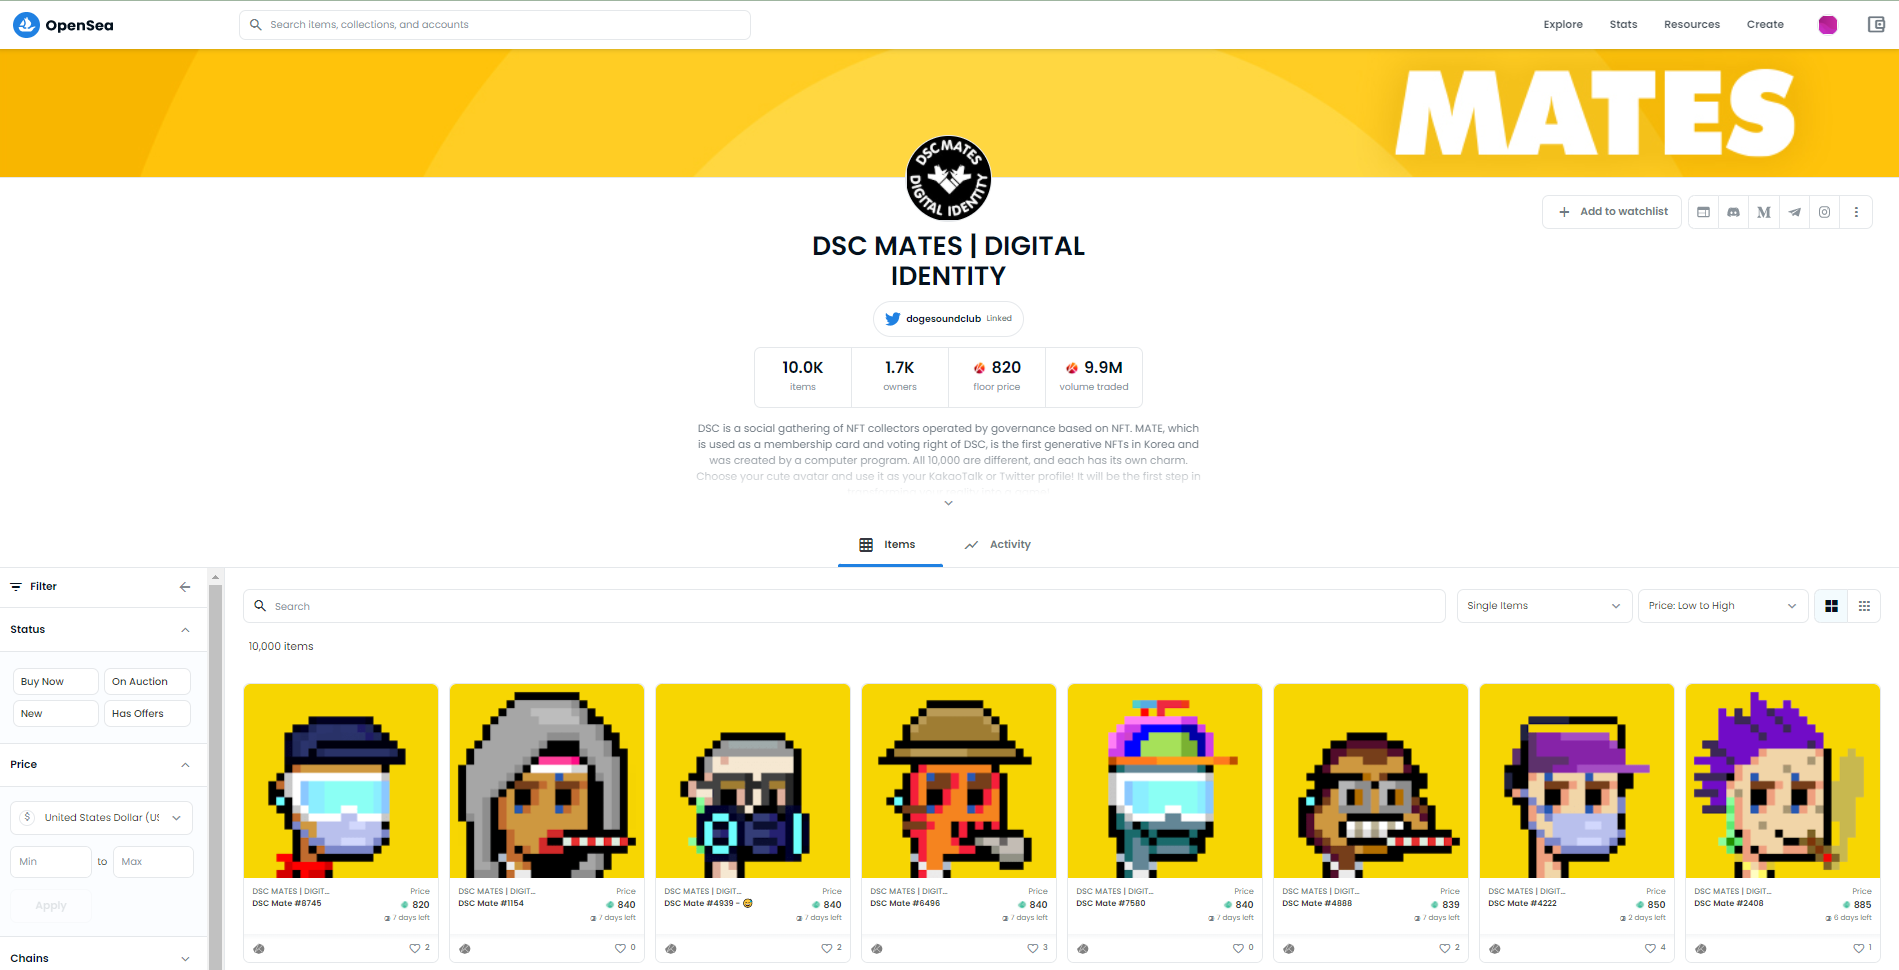 OpenSea
Search items, collections, and accounts
Explore
Stats
Resources
Create
MATES
DSC MATES
DIGITAL IDENTITY
Add to watchlist
DSC MATES | DIGITAL
IDENTITY
dogesoundclub Linked
10.0K
items
1.7K
owners
820
floor price
9.9M
volume traded
DSC is a social gathering of NFT collectors operated by governance based on NFT. MATE, which
is used as a membership card and voting right of DSC, is the first generative NFTs in Korea and
was created by a computer program. All 10,000 are different, and each has its own charm.
Choose your cute avatar and use it as your KakaoTalk or Twitter profile! It will be the first step in
Items
Activity
Filter
Status
Buy Now
On Auction
New
Has Offers
Price
$ United States Dollar (US
Min
to
Max
Apply
Chains
Search
Single Items
Price: Low to High
10,000 items
DSC MATES | DIGIT...
Price
DSC Mate #8745
820
7 days left
2
DSC MATES | DIGIT...
Price
DSC Mate #1154
840
7 days left
0
DSC MATES | DIGIT...
Price
DSC Mate #4939 - 😅
840
7 days left
2
DSC MATES | DIGIT...
Price
DSC Mate #6496
840
7 days left
3
DSC MATES | DIGIT...
Price
DSC Mate #7580
840
7 days left
0
DSC MATES | DIGIT...
Price
DSC Mate #4888
839
7 days left
2
DSC MATES | DIGIT...
Price
DSC Mate #4222
850
2 days left
4
DSC MATES | DIGIT...
Price
DSC Mate #2408
885
6 days left
1